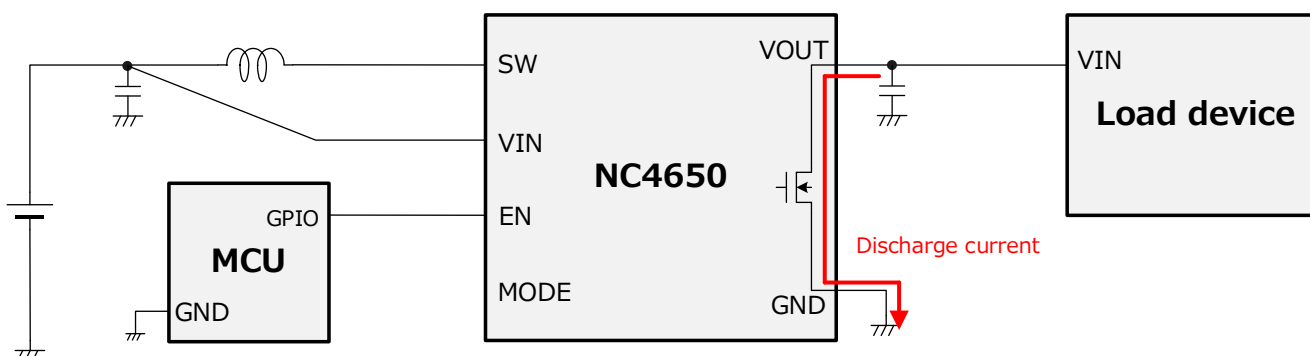 SW
VIN
EN
MODE
NC4650
VOUT
GND
GPIO
MCU
GND
Discharge current
VIN
Load device